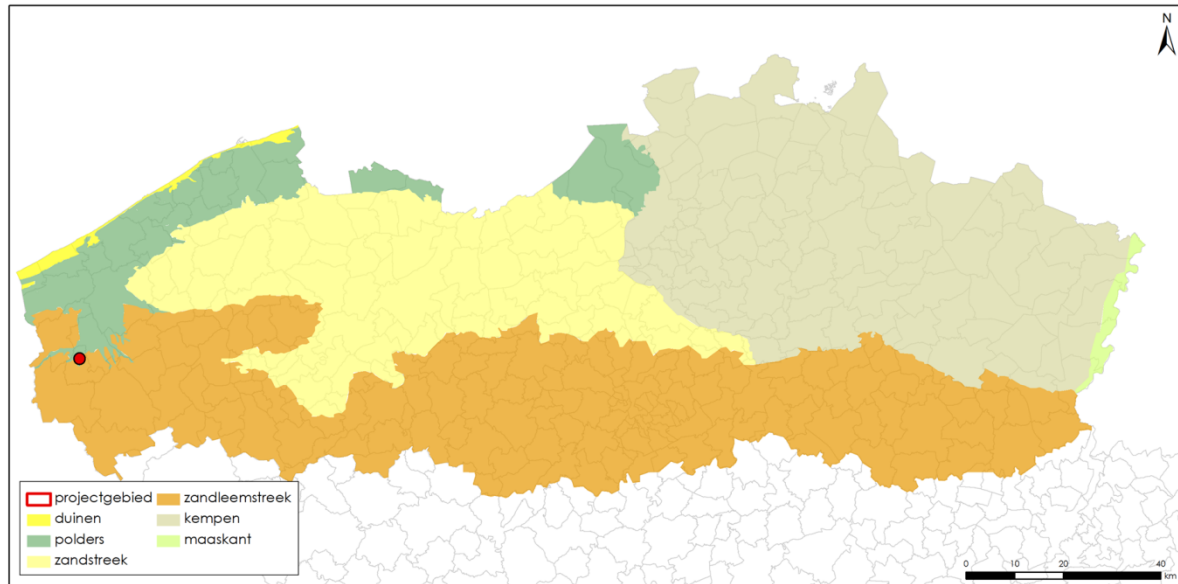 N
projectgebied
duinen
polders
zandstreek
zandleemstreek
kempen
maaskant
0 10 20 40
km